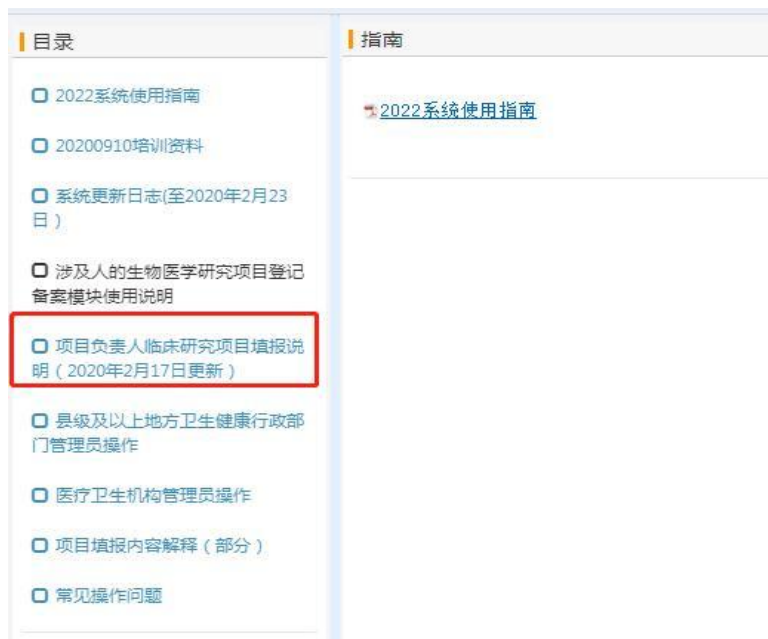 目录
2022系统使用指南
20200910培训资料
系统更新日志(至2020年2月23
日）
涉及人的生物医学研究项目登记
备案模块使用说明
项目负责人临床研究项目填报说
明（2020年2月17日更新）
县级及以上地方卫生健康行政部
门管理员操作
医疗卫生机构管理员操作
项目填报内容解释（部分）
常见操作问题
指南
2022系统使用指南